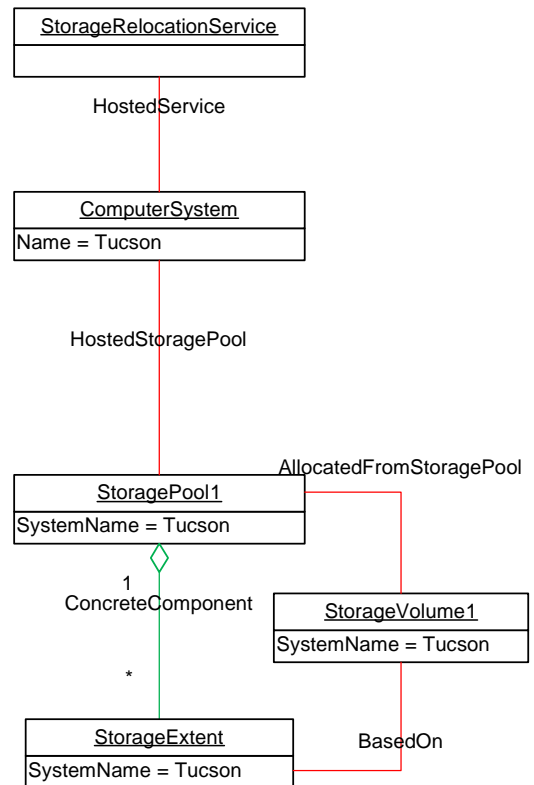 StorageRelocationService
HostedService
ComputerSystem
Name = Tucson
HostedStoragePool
AllocatedFromStoragePool
StoragePool1
SystemName = Tucson
1
ConcreteComponent
StorageVolume1
SystemName = Tucson
*
StorageExtent
BasedOn
SystemName = Tucson